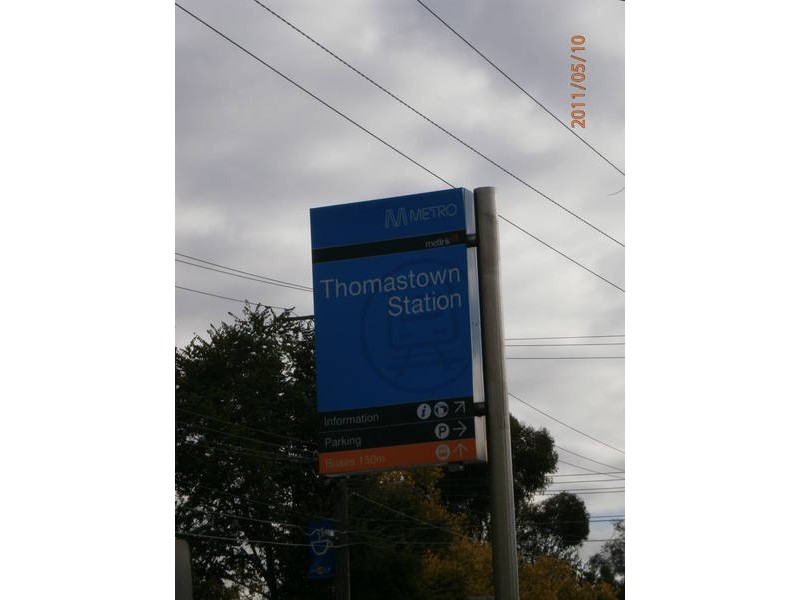 2011/05/10
METRO
metlink
Thomastown
Station
Information
Parking
P
Buses 150m